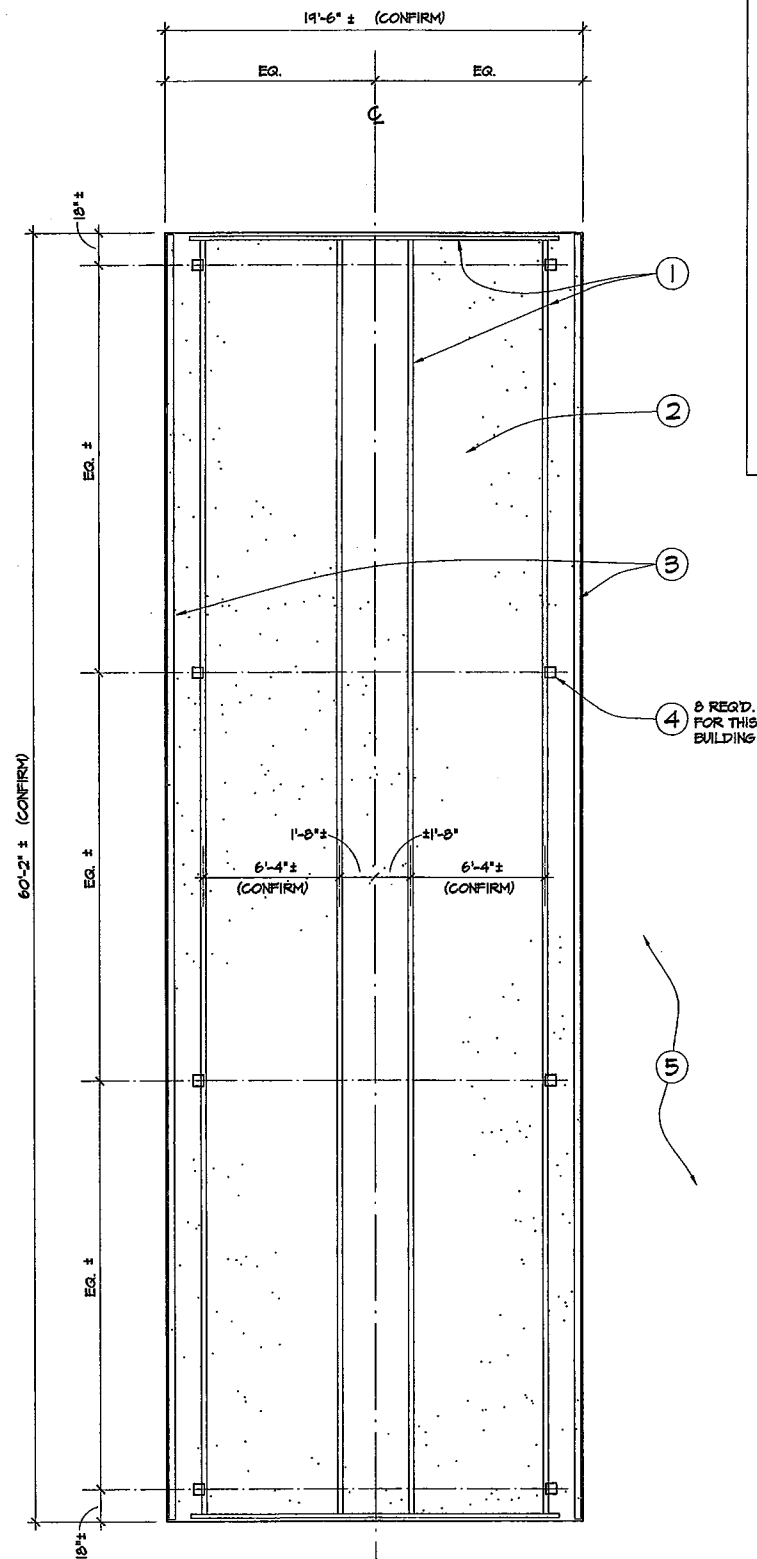 19'-6" ± (CONFIRM)
EQ.
EQ.
℄
18" ±
1
2
EQ. ±
3
4
8 REQ'D.
FOR THIS
BUILDING
60'-2" ± (CONFIRM)
1'-8"±
±1'-8"
6'-4"±
(CONFIRM)
6'-4"±
(CONFIRM)
EQ. ±
5
EQ. ±
18"±